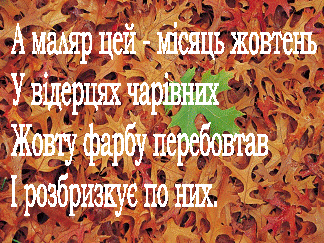 А маляр цей - місяць жовтень
У відерцях чарівних
Жовту фарбу перебовтав
І розбризкує по них.